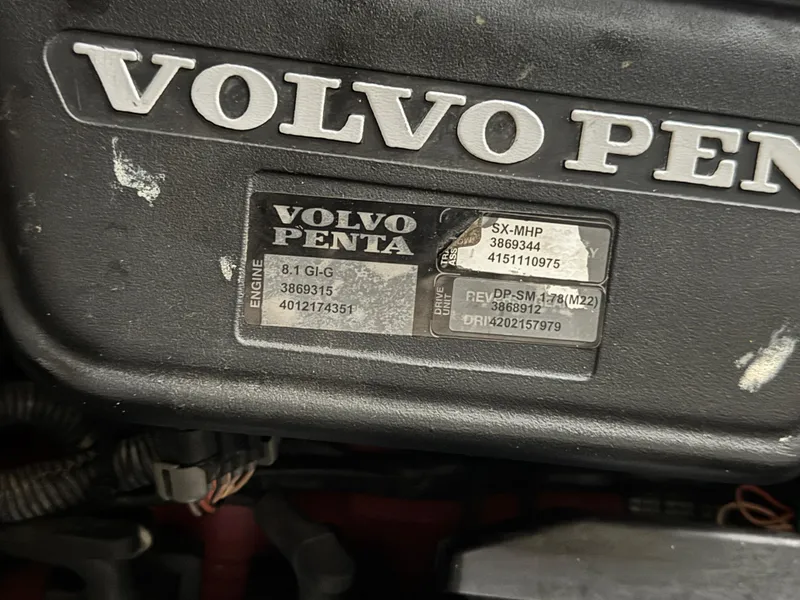 VOLVO PEN
VOLVO
PENTA
ENGINE
8.1 GI-G
3869315
4012174351
SX-MHP
3869344
4151110975
DRIVE
UNIT
DP-SM 1.78(M22)
3868912
4202157979